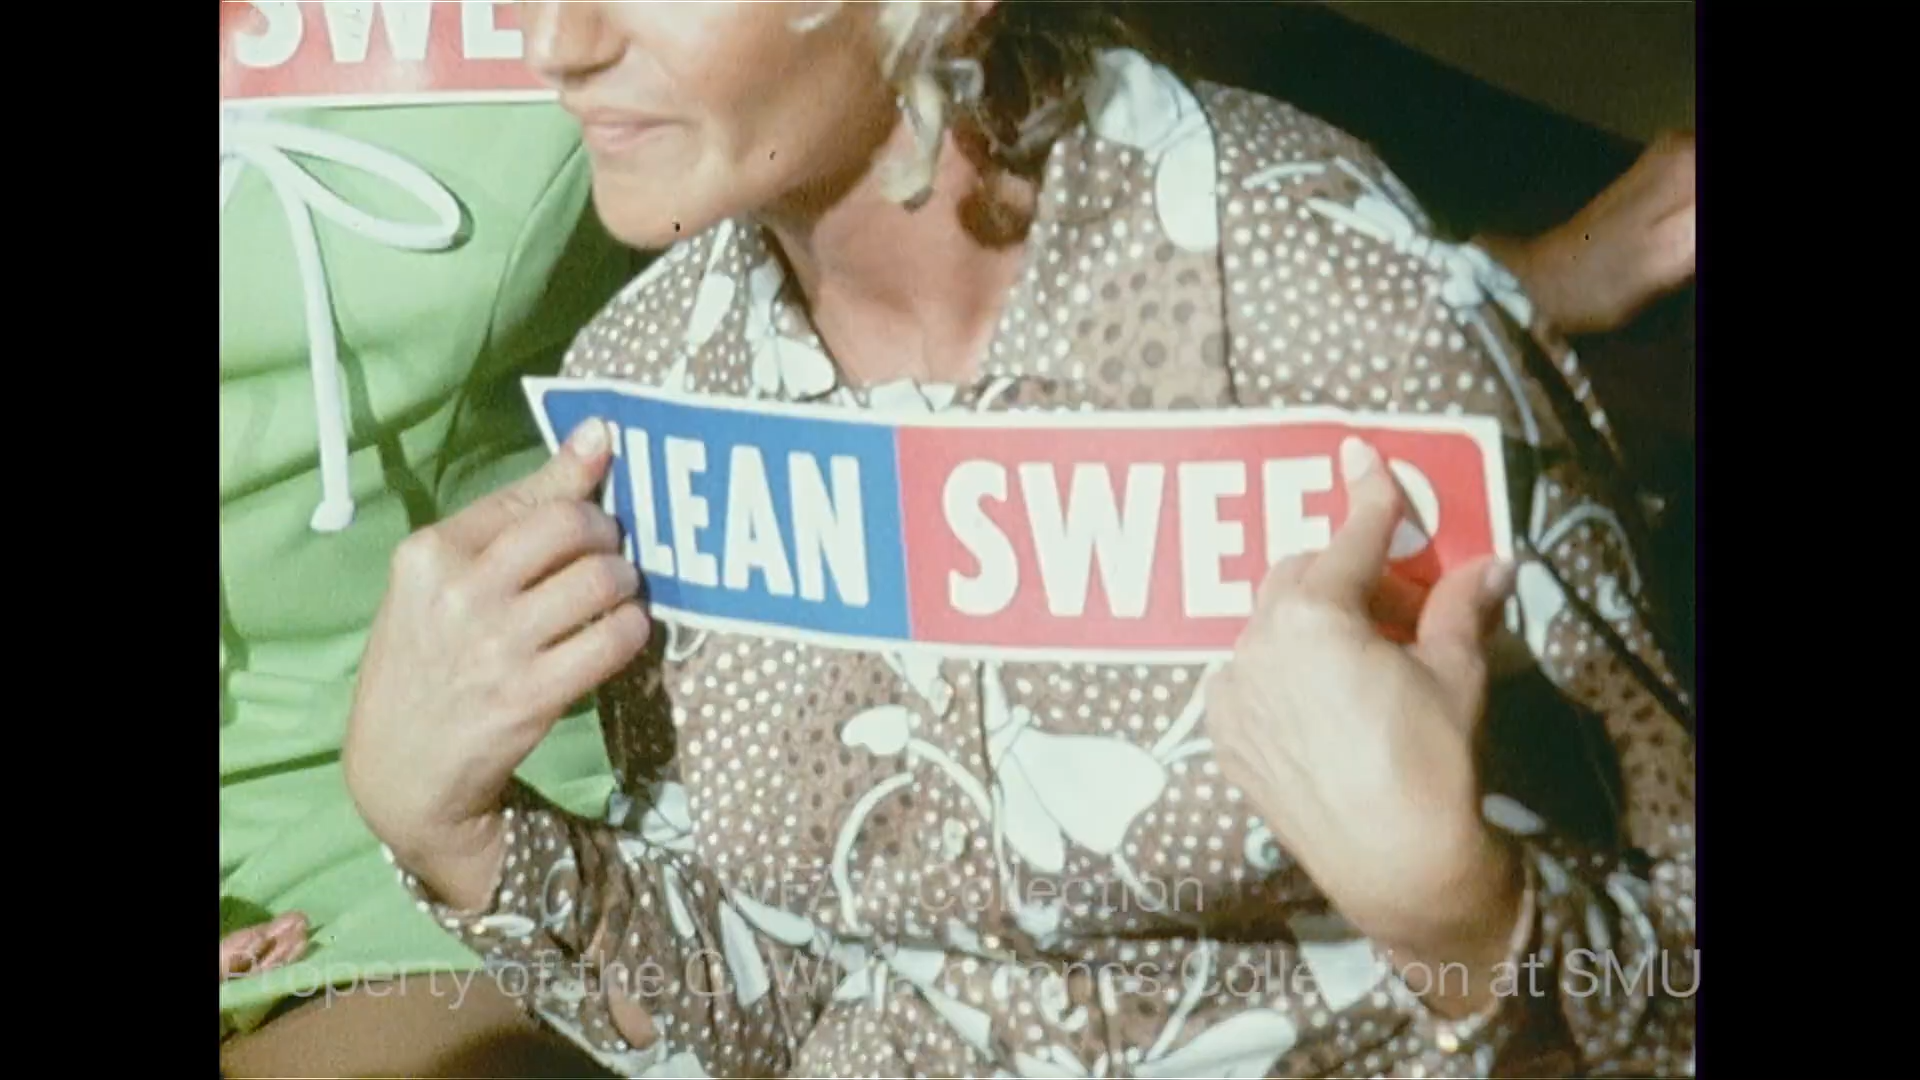 SWE
CLEAN SWEEP
WFAA Collection
Property of the G. William Jones Collection at SMU